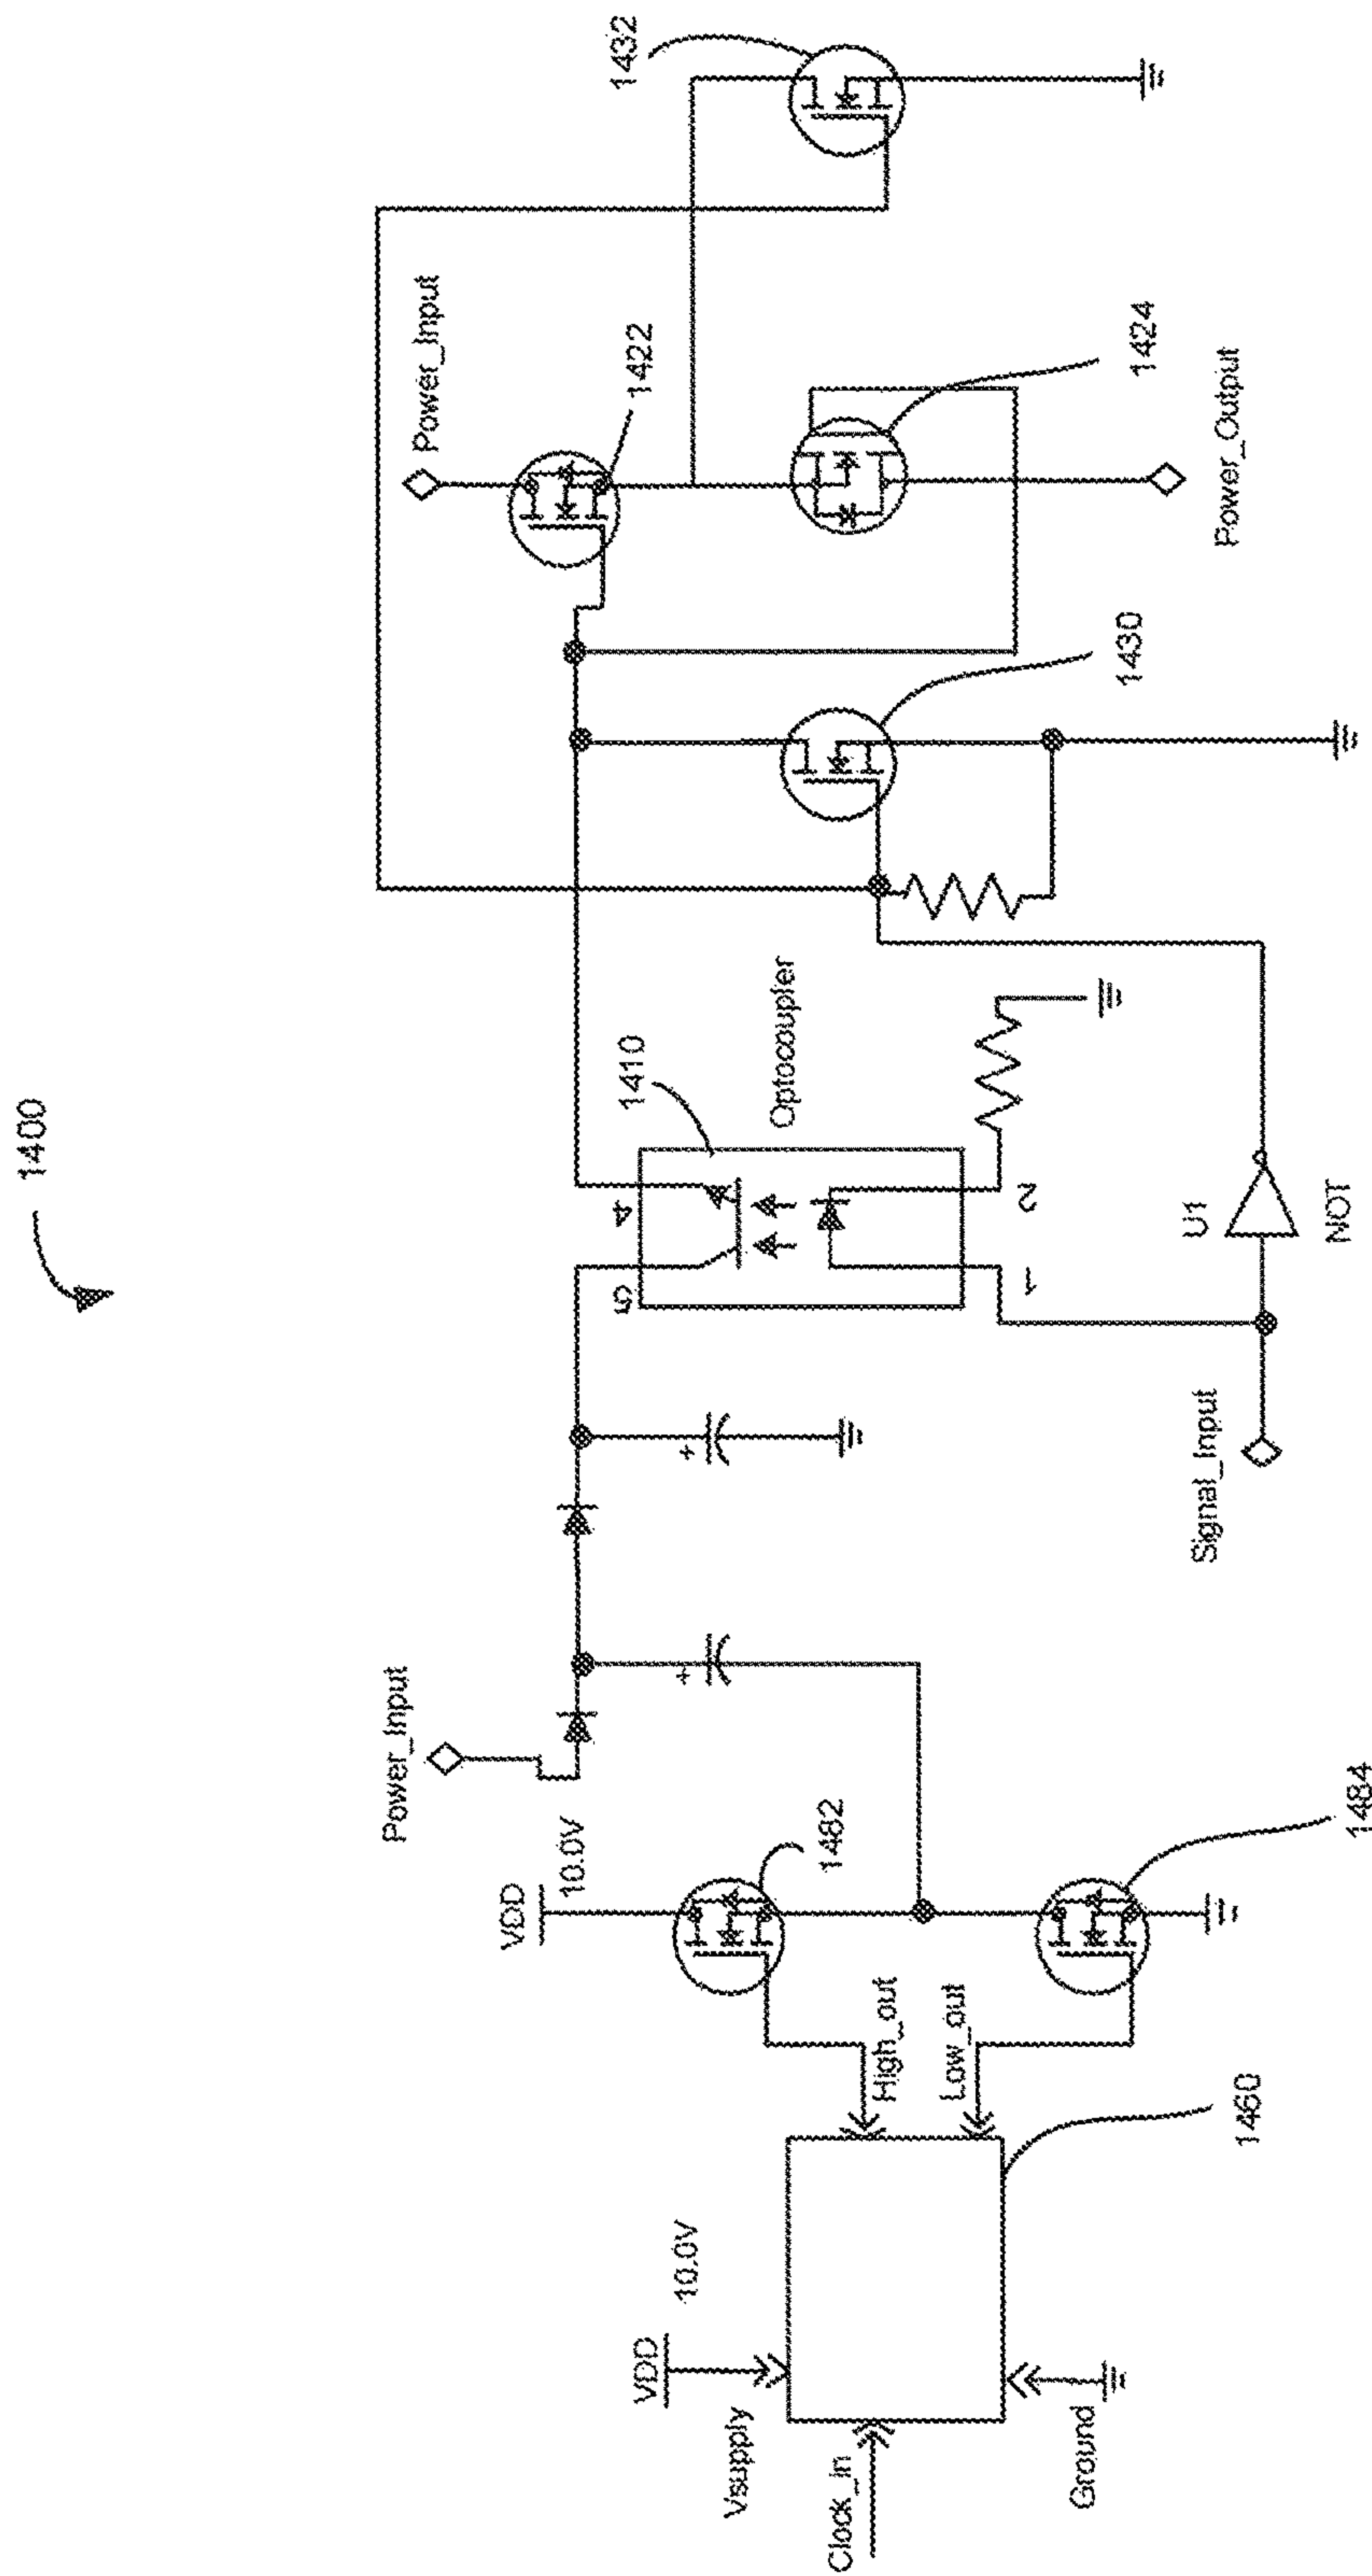 1400
Power_Input
Power_Input
1432
1422
VDD
10.0V
1410
5
4
VDD
10.0V
1482
Optocoupler
Vsupply
High_out
Clock_in
Low_out
1
2
1430
1424
Ground
Signal_Input
U1
Power_Output
1460
1484
NOT